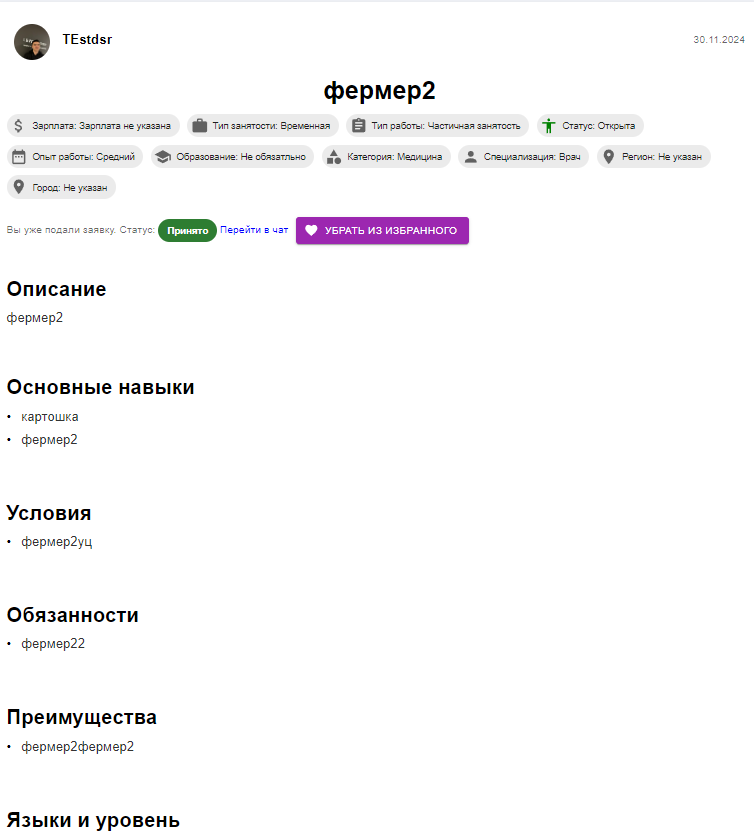 TEstdsr
30.11.2024
фермер2
Зарплата: Зарплата не указана
Тип занятости: Временная
Тип работы: Частичная занятость
Статус: Открыта
Опыт работы: Средний
Образование: Не обязатльно
Категория: Медицина
Специализация: Врач
Регион: Не указан
Город: Не указан
Вы уже подали заявку. Статус: Принято Перейти в чат УБРАТЬ ИЗ ИЗБРАННОГО
Описание
фермер2
Основные навыки
• картошка
• фермер2
Условия
• фермер2уц
Обязанности
• фермер22
Преимущества
• фермер2фермер2
Языки и уровень